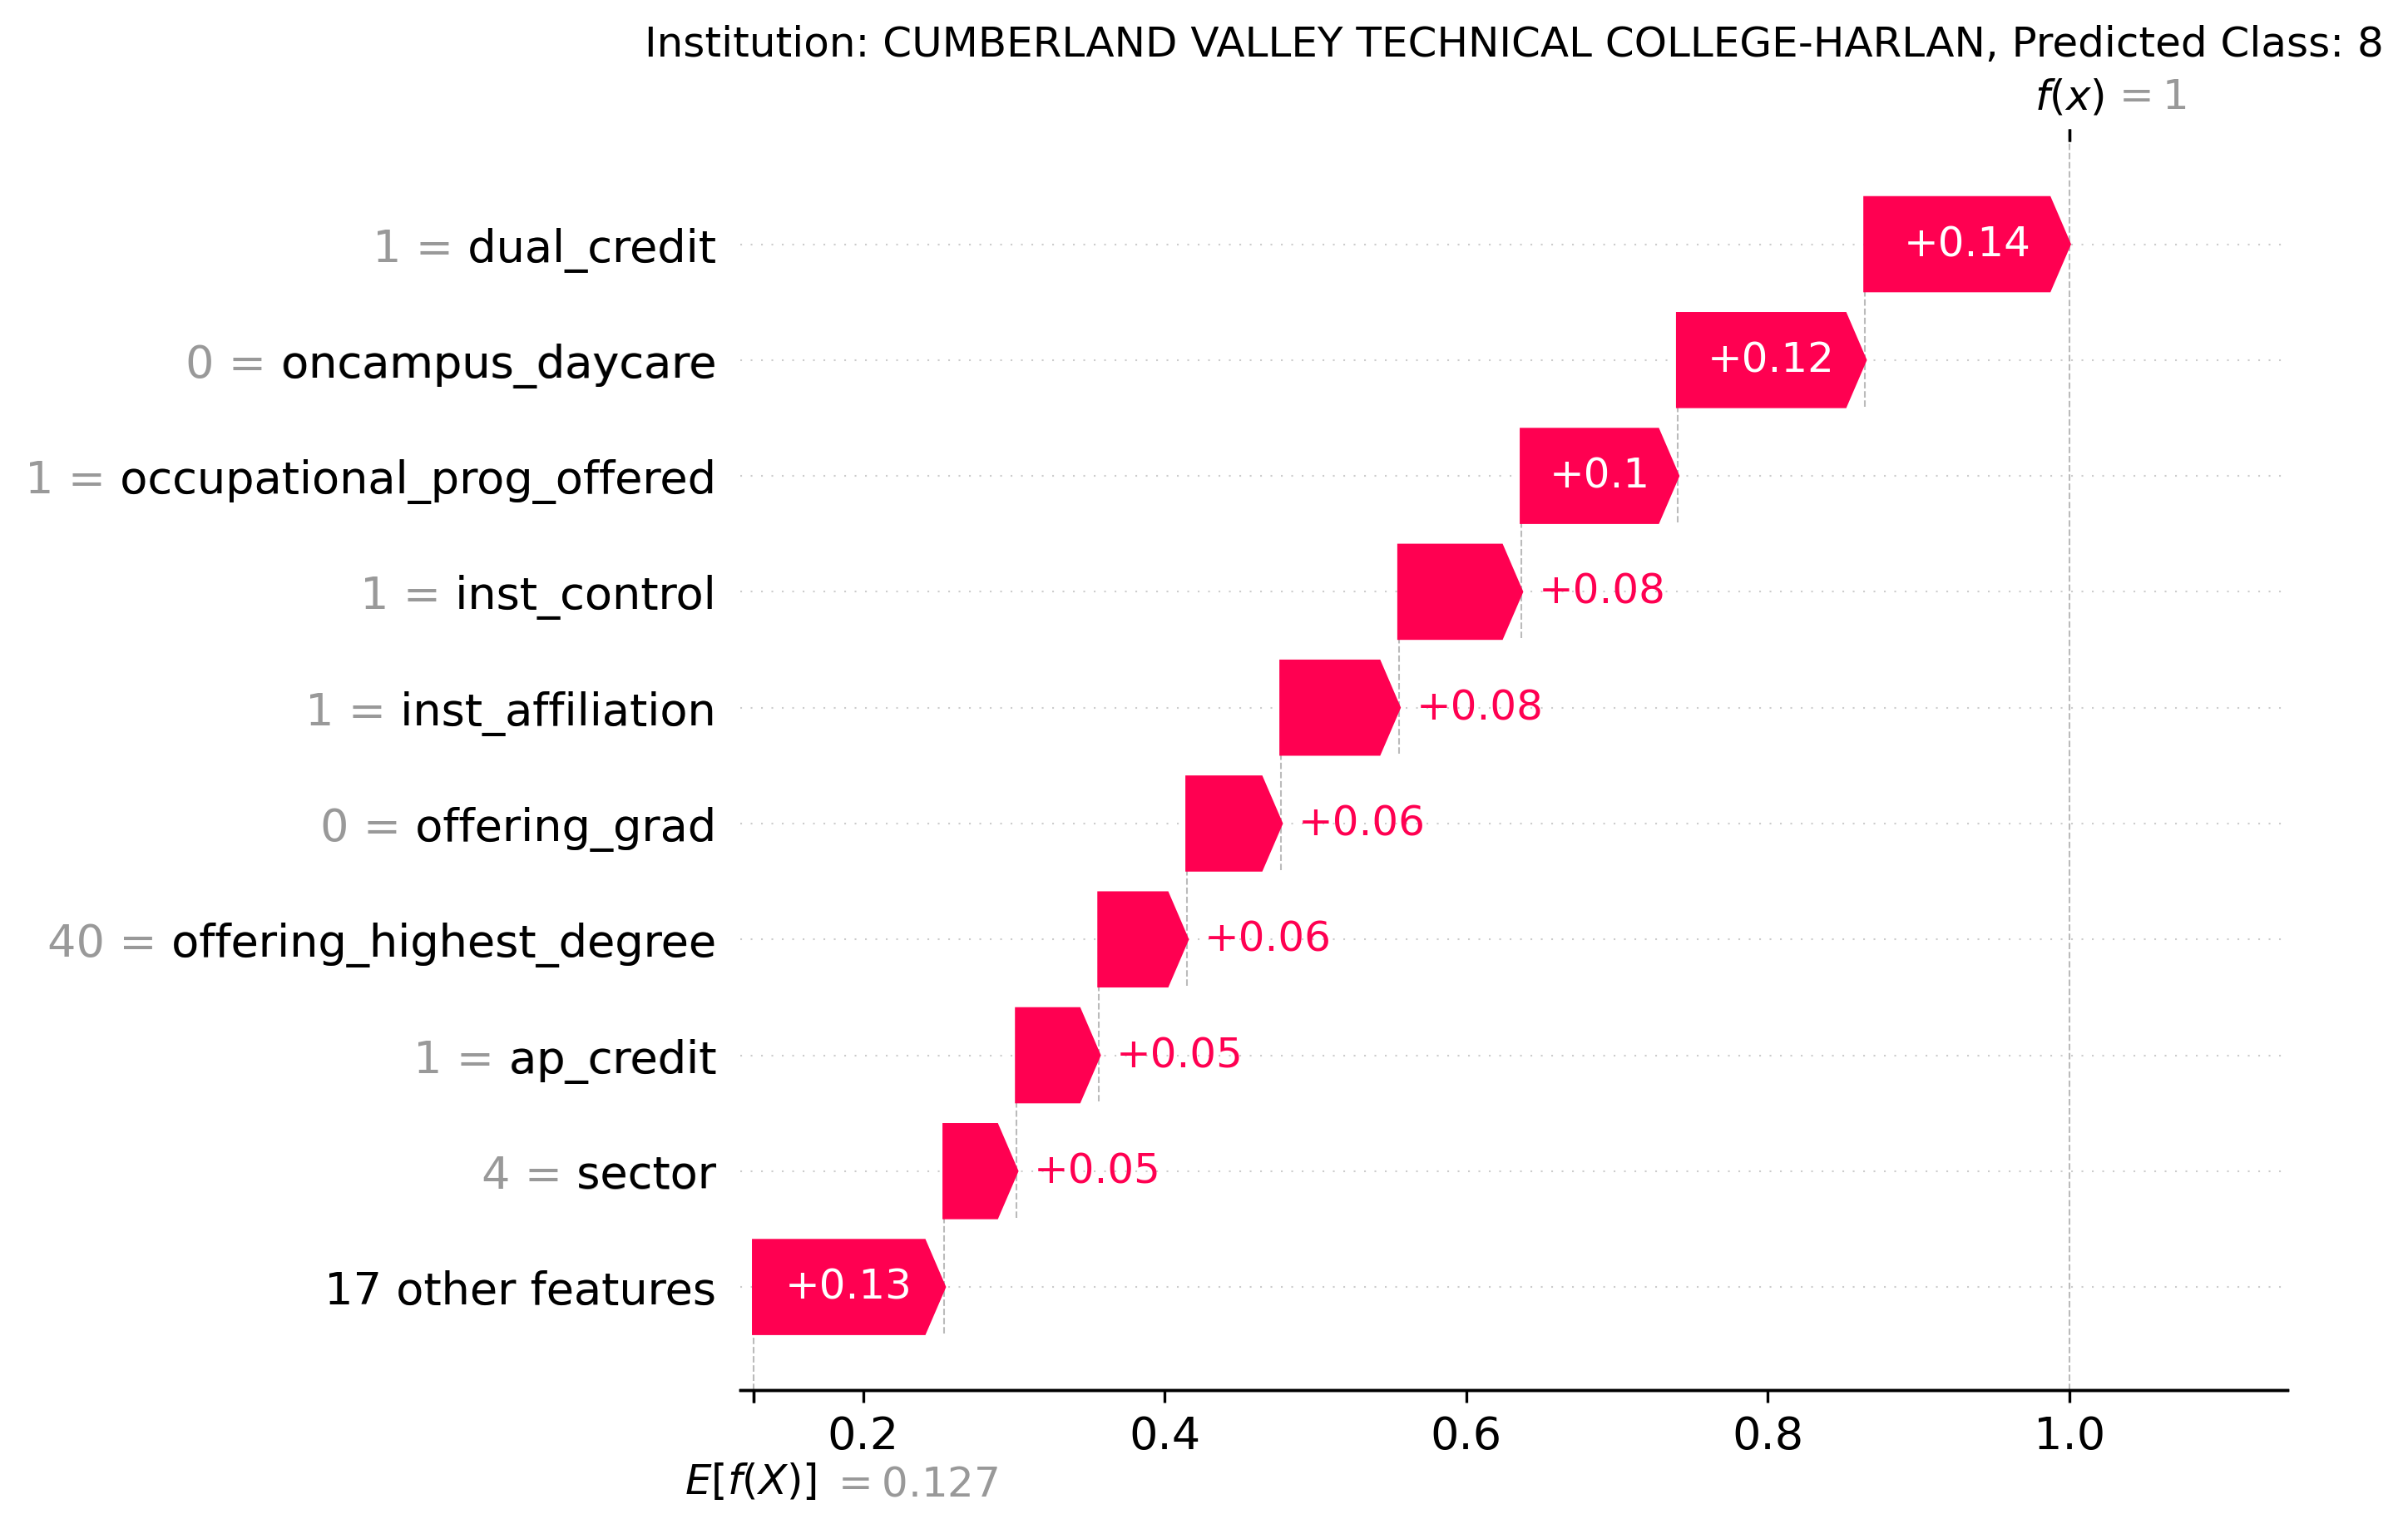 Institution: CUMBERLAND VALLEY TECHNICAL COLLEGE-HARLAN, Predicted Class: 8
f(x) = 1
1 = dual_credit +0.14
0 = oncampus_daycare +0.12
1 = occupational_prog_offered +0.1
1 = inst_control +0.08
1 = inst_affiliation +0.08
0 = offering_grad +0.06
40 = offering_highest_degree +0.06
1 = ap_credit +0.05
4 = sector +0.05
17 other features +0.13
0.2 0.4 0.6 0.8 1.0
E[f(X)] = 0.127